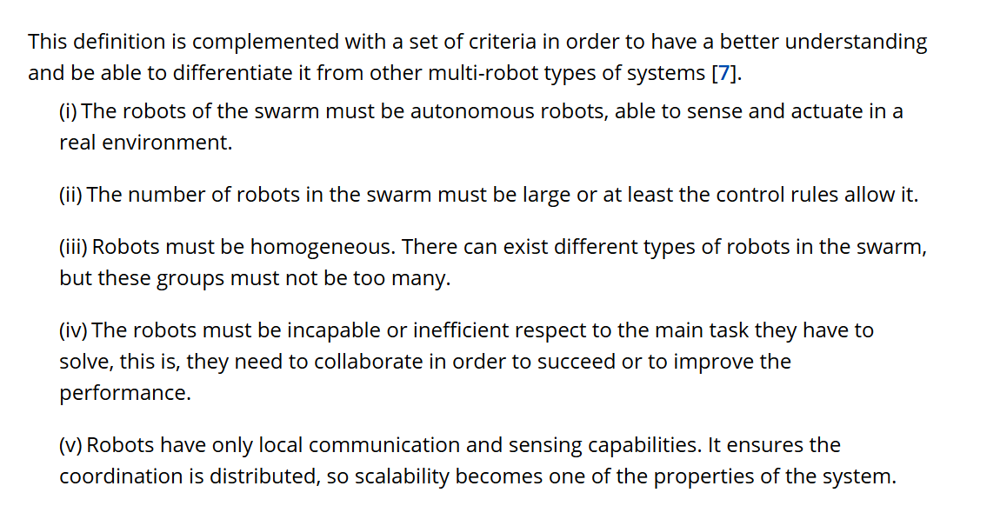 This definition is complemented with a set of criteria in order to have a better understanding
and be able to differentiate it from other multi-robot types of systems [7].
(i) The robots of the swarm must be autonomous robots, able to sense and actuate in a
real environment.
(ii) The number of robots in the swarm must be large or at least the control rules allow it.
(iii) Robots must be homogeneous. There can exist different types of robots in the swarm,
but these groups must not be too many.
(iv) The robots must be incapable or inefficient respect to the main task they have to
solve, this is, they need to collaborate in order to succeed or to improve the
performance.
(v) Robots have only local communication and sensing capabilities. It ensures the
coordination is distributed, so scalability becomes one of the properties of the system.